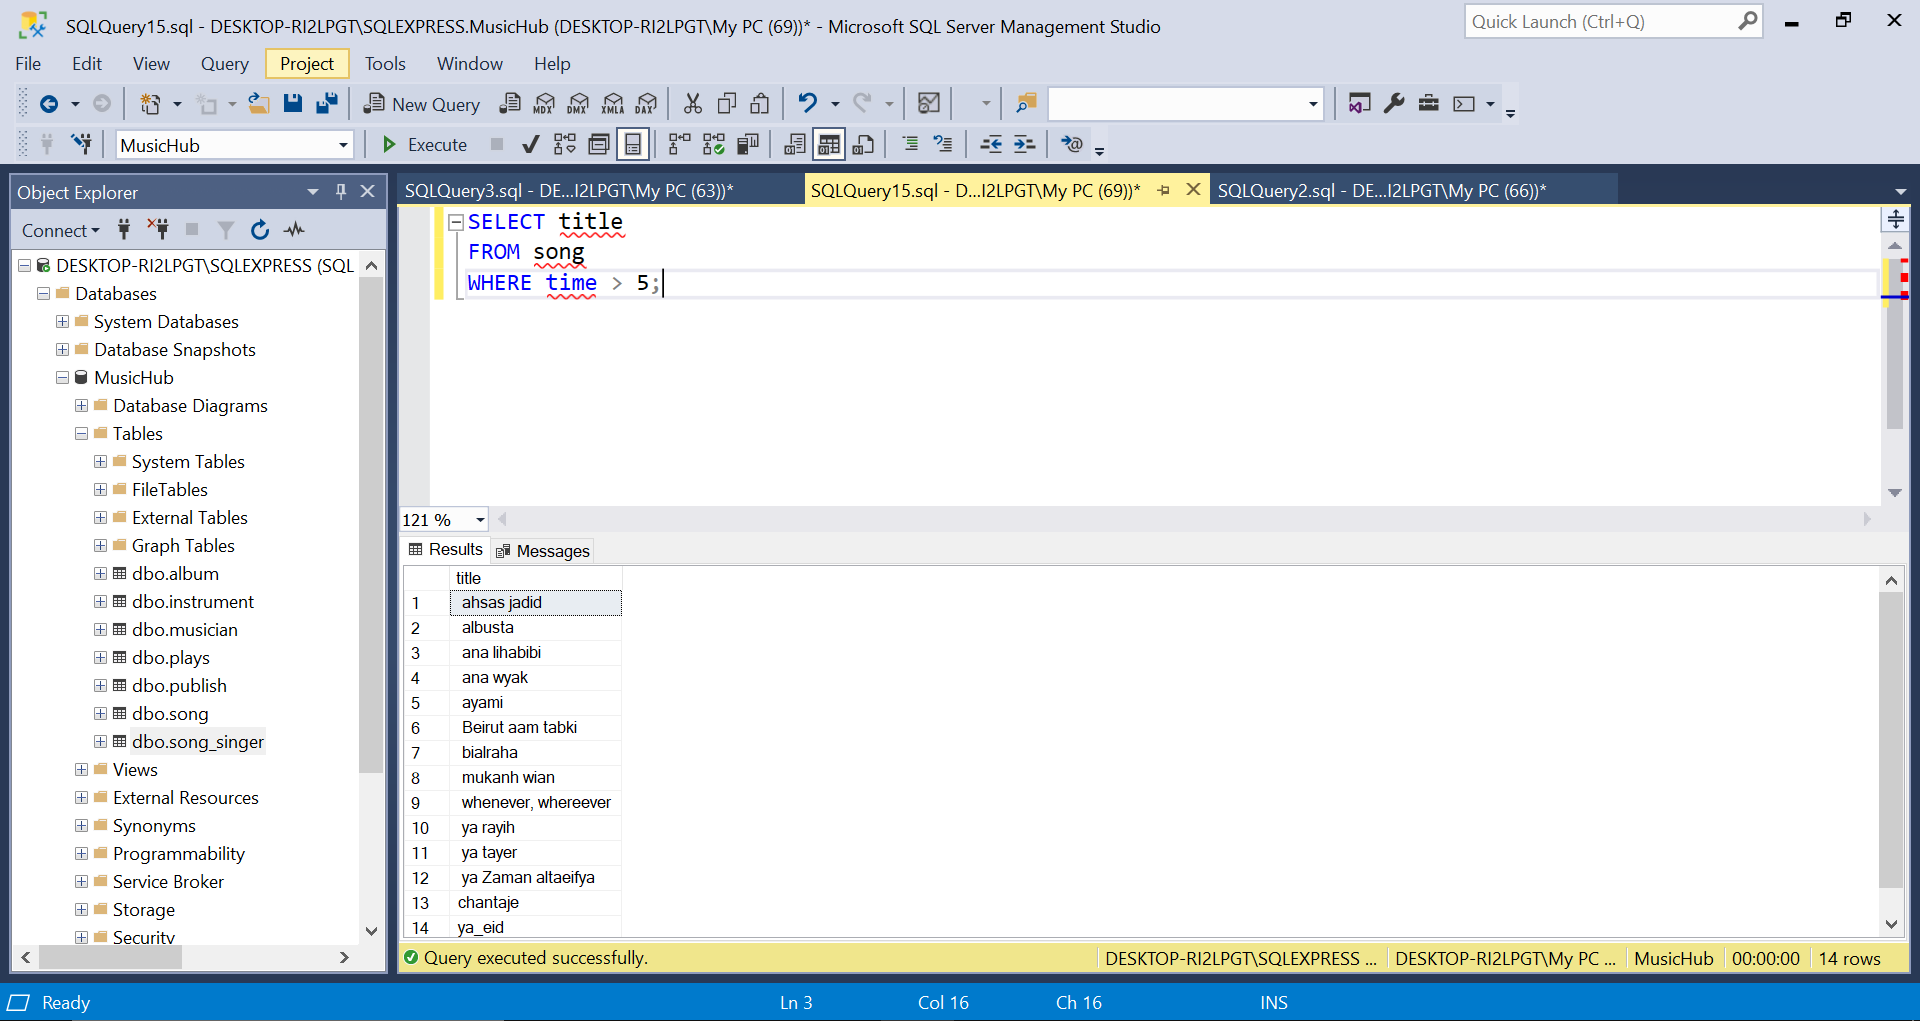 SQLQuery15.sql - DESKTOP-RI2LPGT\SQLEXPRESS.MusicHub (DESKTOP-RI2LPGT\My PC (69))* - Microsoft SQL Server Management Studio
Quick Launch (Ctrl+Q)
File Edit View Query Project Tools Window Help
New Query MDX DMX XMLA DAX
MusicHub Execute
Object Explorer
SQLQuery3.sql - DE...I2LPGT\My PC (63))* SQLQuery15.sql - D...I2LPGT\My PC (69))* SQLQuery2.sql - DE...I2LPGT\My PC (66))*
Connect
DESKTOP-RI2LPGT\SQLEXPRESS (SQL
Databases
System Databases
Database Snapshots
MusicHub
Database Diagrams
Tables
System Tables
FileTables
External Tables
Graph Tables
dbo.album
dbo.instrument
dbo.musician
dbo.plays
dbo.publish
dbo.song
dbo.song_singer
Views
External Resources
Synonyms
Programmability
Service Broker
Storage
Security
SELECT title
FROM song
WHERE time > 5;
121 %
Results Messages
title
1 ahsas jadid
2 albusta
3 ana lihabibi
4 ana wyak
5 ayami
6 Beirut aam tabki
7 bialraha
8 mukanh wian
9 whenever, whereever
10 ya rayih
11 ya tayer
12 ya Zaman altaeifya
13 chantaje
14 ya_eid
Query executed successfully. DESKTOP-RI2LPGT\SQLEXPRESS ... DESKTOP-RI2LPGT\My PC ... MusicHub 00:00:00 14 rows
Ready Ln 3 Col 16 Ch 16 INS